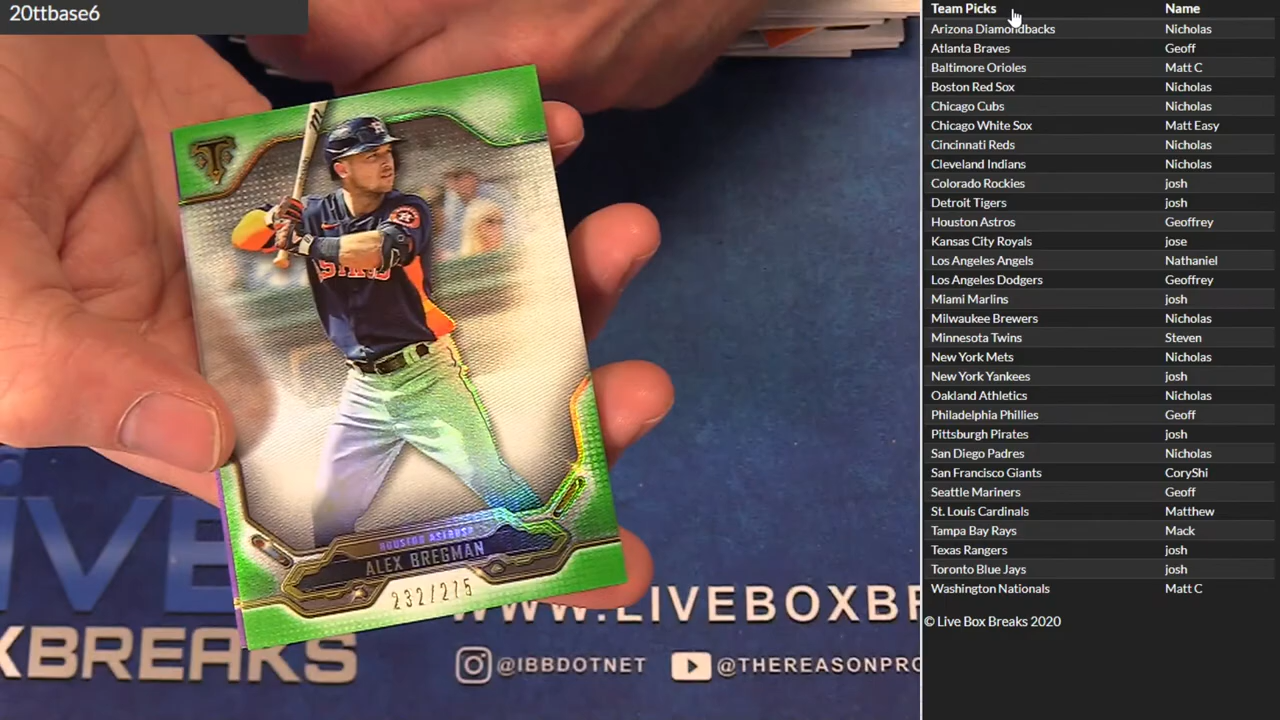 20ttbase6
HOUSTON ASTROS®
ALEX BREGMAN
232/275
LIVE
XBREAKS
WWW.LIVEBOXBR
@IBBDOTNET
@THEREASONPRO
Team Picks Name
Arizona Diamondbacks Nicholas
Atlanta Braves Geoff
Baltimore Orioles Matt C
Boston Red Sox Nicholas
Chicago Cubs Nicholas
Chicago White Sox Matt Easy
Cincinnati Reds Nicholas
Cleveland Indians Nicholas
Colorado Rockies josh
Detroit Tigers josh
Houston Astros Geoffrey
Kansas City Royals jose
Los Angeles Angels Nathaniel
Los Angeles Dodgers Geoffrey
Miami Marlins josh
Milwaukee Brewers Nicholas
Minnesota Twins Steven
New York Mets Nicholas
New York Yankees josh
Oakland Athletics Nicholas
Philadelphia Phillies Geoff
Pittsburgh Pirates josh
San Diego Padres Nicholas
San Francisco Giants CoryShi
Seattle Mariners Geoff
St. Louis Cardinals Matthew
Tampa Bay Rays Mack
Texas Rangers josh
Toronto Blue Jays josh
Washington Nationals Matt C
© Live Box Breaks 2020